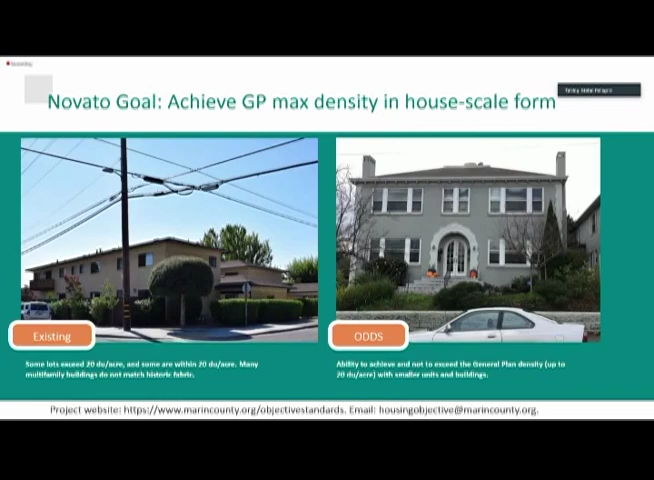 Novato Goal: Achieve GP max density in house-scale form
Existing
ODDS
Some lots exceed 20 du/acre, and some are within 20 du/acre. Many
multifamily buildings do not match historic fabric.
Ability to achieve and not to exceed the General Plan density (up to
20 du/acre) with smaller units and buildings.
Project website: https://www.marincounty.org/objectivestandards. Email: housingobjective@marincounty.org.